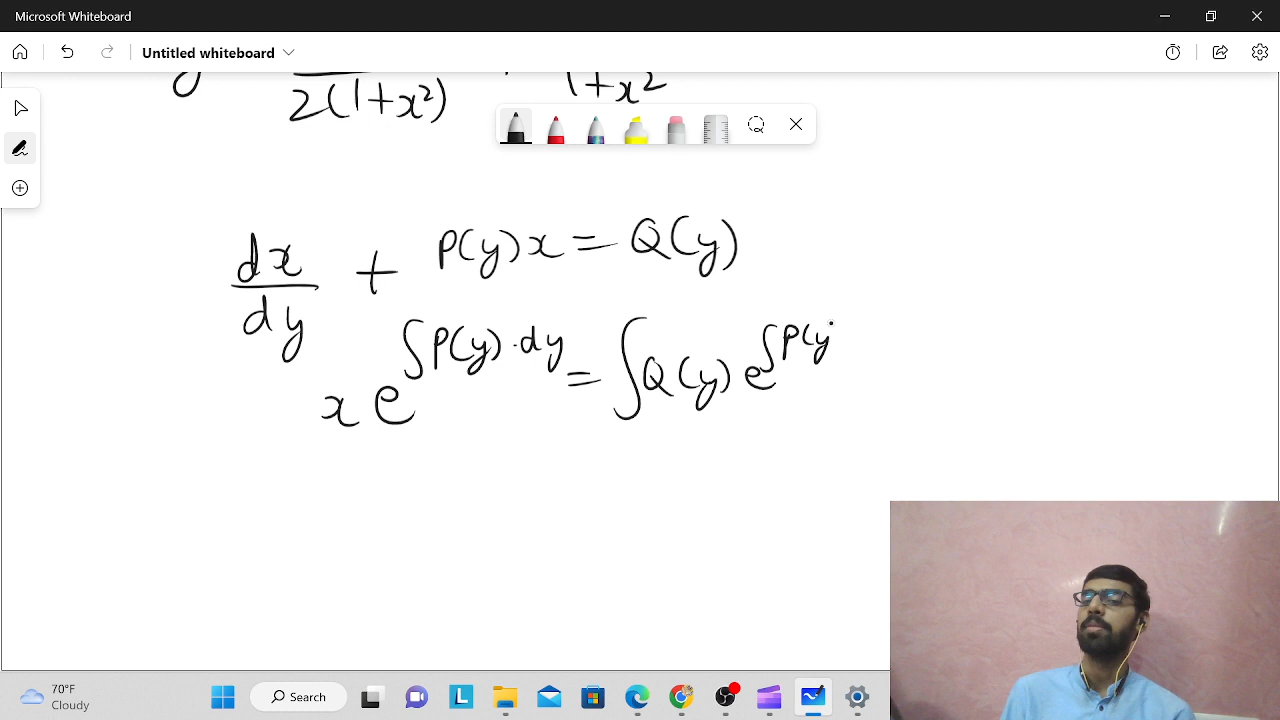 Microsoft Whiteboard
Untitled whiteboard
2(1+x²) 1+x²
dx/dy + P(y)x = Q(y)
x e^∫P(y)·dy = ∫Q(y) e^∫P(y
70°F
Cloudy
Search
L